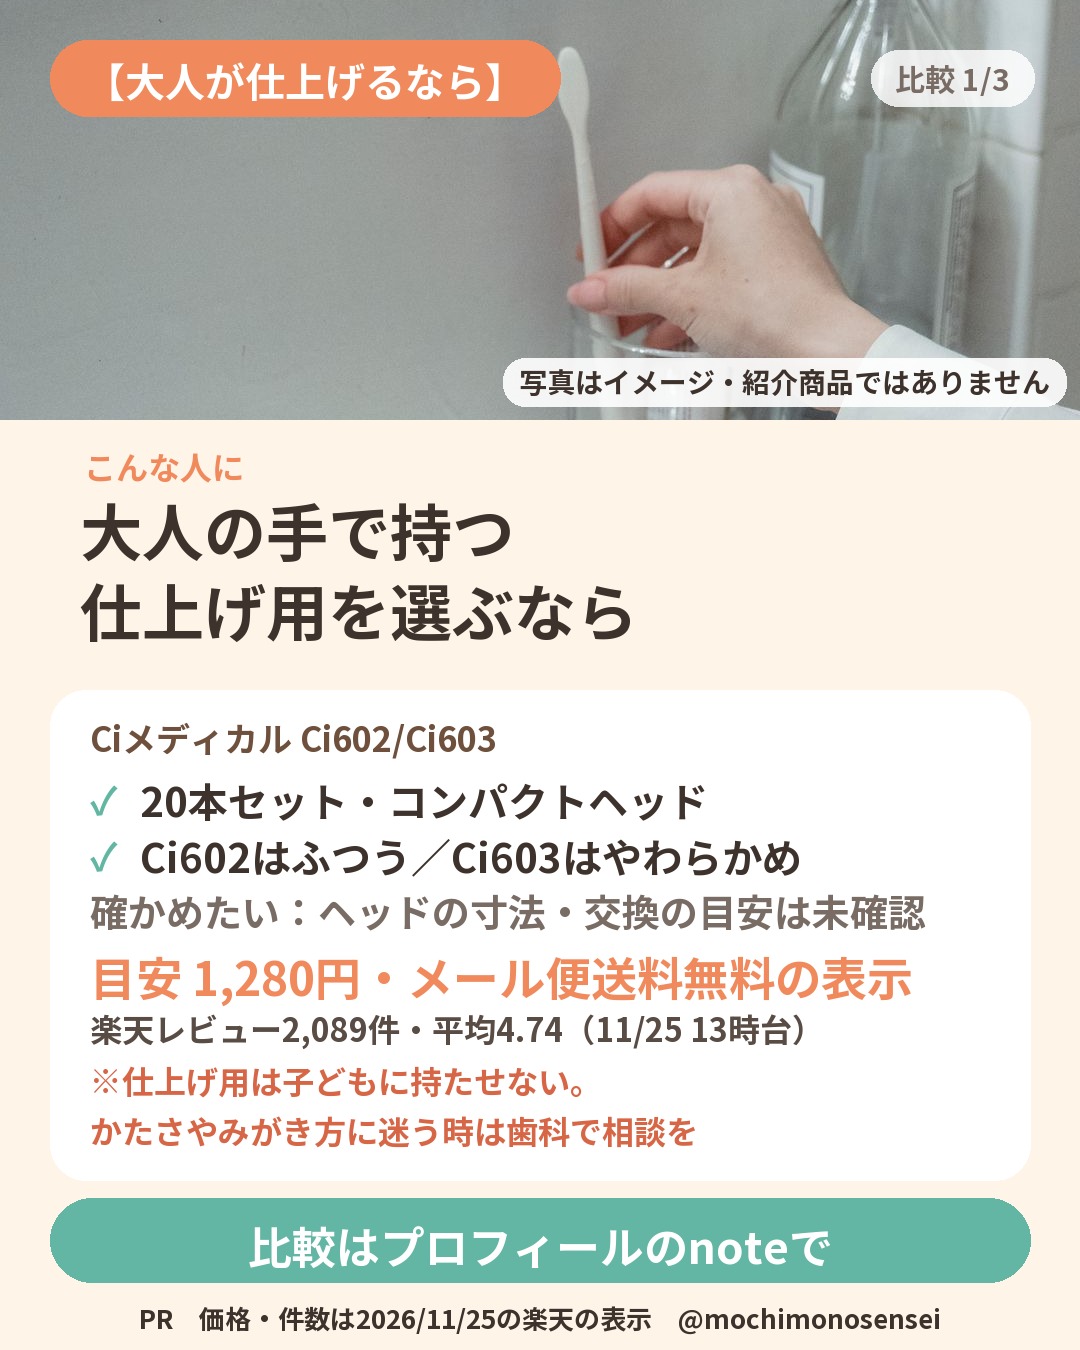 【大人が仕上げるなら】
比較 1/3
写真はイメージ・紹介商品ではありません
こんな人に
大人の手で持つ
仕上げ用を選ぶなら
Ciメディカル Ci602/Ci603
✓ 20本セット・コンパクトヘッド
✓ Ci602はふつう／Ci603はやわらかめ
確かめたい：ヘッドの寸法・交換の目安は未確認
目安 1,280円・メール便送料無料の表示
楽天レビュー2,089件・平均4.74（11/25 13時台）
※仕上げ用は子どもに持たせない。
かたさやみがき方に迷う時は歯科で相談を
比較はプロフィールのnoteで
PR　価格・件数は2026/11/25の楽天の表示　@mochimonosensei